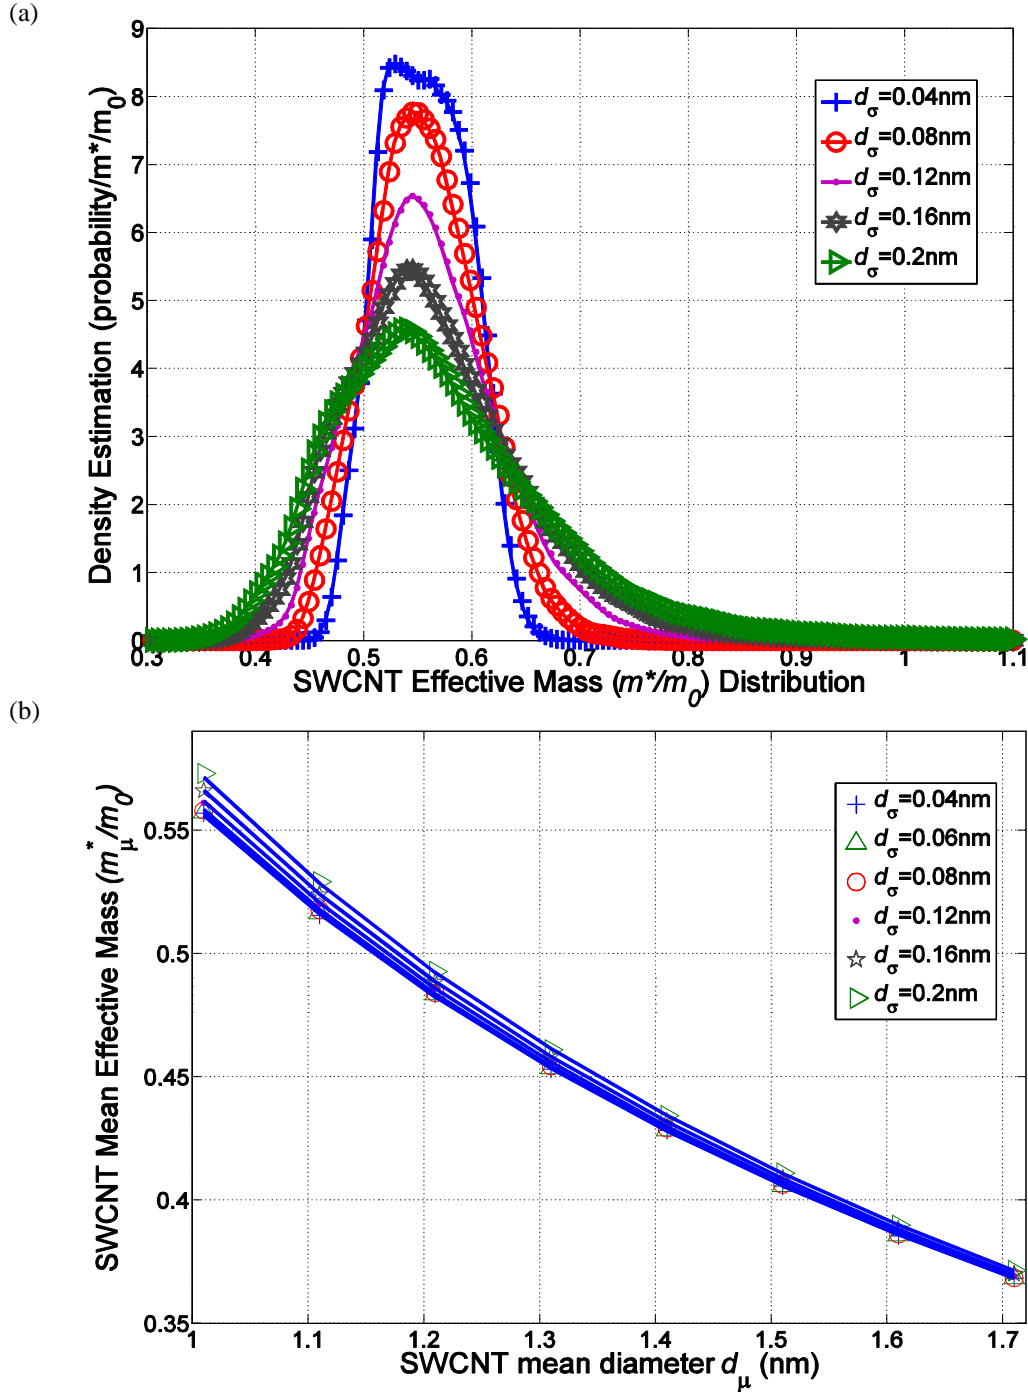 (a)
9
8
7
6
5
4
3
2
1
0
Density Estimation (probability/m*/m0)
dσ=0.04nm
dσ=0.08nm
dσ=0.12nm
dσ=0.16nm
dσ=0.2nm
0.3 0.4 0.5 0.6 0.7 0.8 0.9 1 1.1
SWCNT Effective Mass (m*/m0) Distribution
(b)
0.55
0.5
0.45
0.4
0.35
SWCNT Mean Effective Mass (m*μ/m0)
dσ=0.04nm
dσ=0.06nm
dσ=0.08nm
dσ=0.12nm
dσ=0.16nm
dσ=0.2nm
1 1.1 1.2 1.3 1.4 1.5 1.6 1.7
SWCNT mean diameter dμ (nm)